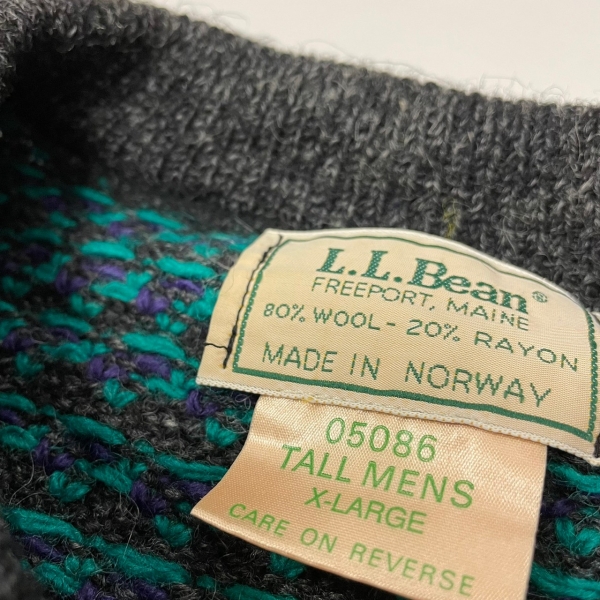 L.L.Bean®
FREEPORT, MAINE
80% WOOL - 20% RAYON
MADE IN NORWAY
05086
TALL MENS
X-LARGE
CARE ON REVERSE